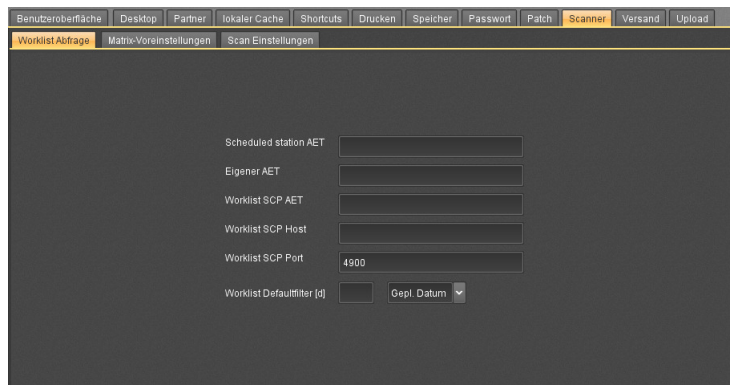 Benutzeroberfläche Desktop Partner lokaler Cache Shortcuts Drucken Speicher Passwort Patch Scanner Versand Upload
Worklist Abfrage Matrix-Voreinstellungen Scan Einstellungen
Scheduled station AET
Eigener AET
Worklist SCP AET
Worklist SCP Host
Worklist SCP Port 4900
Worklist Defaultfilter [d] Gepl. Datum